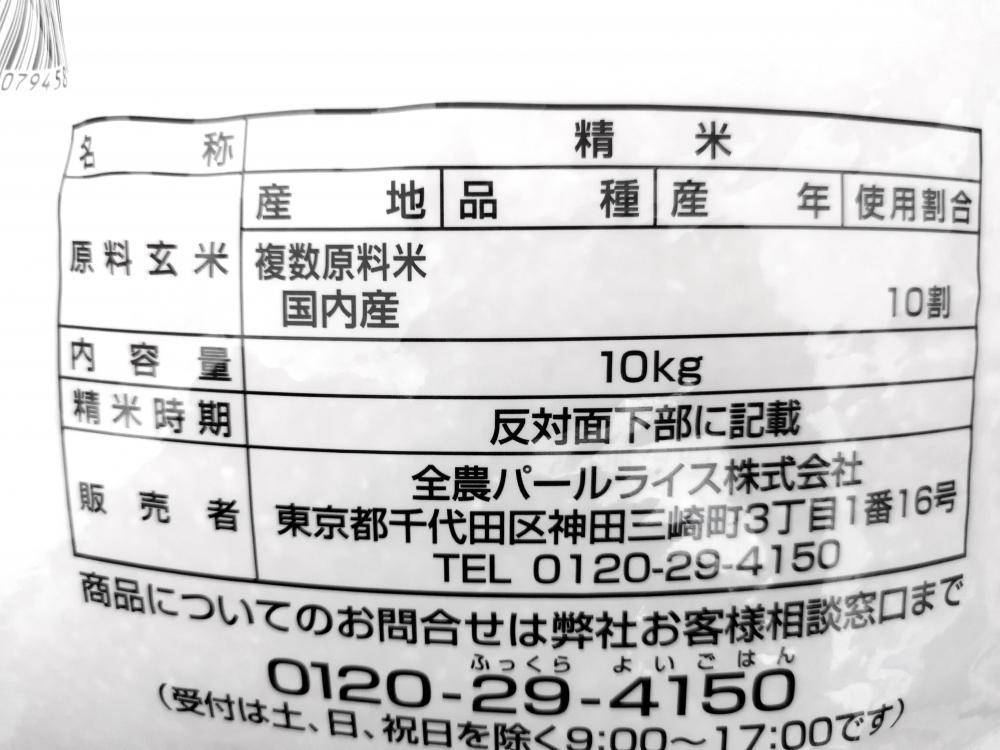 079458
名称 精米
産地 品種 産年 使用割合
原料玄米 複数原料米
国内産 10割
内容量 10kg
精米時期 反対面下部に記載
販売者 全農パールライス株式会社
東京都千代田区神田三崎町3丁目1番16号
TEL 0120-29-4150
商品についてのお問合せは弊社お客様相談窓口まで
ふっくら よいごはん
0120-29-4150
(受付は土、日、祝日を除く9:00～17:00です)